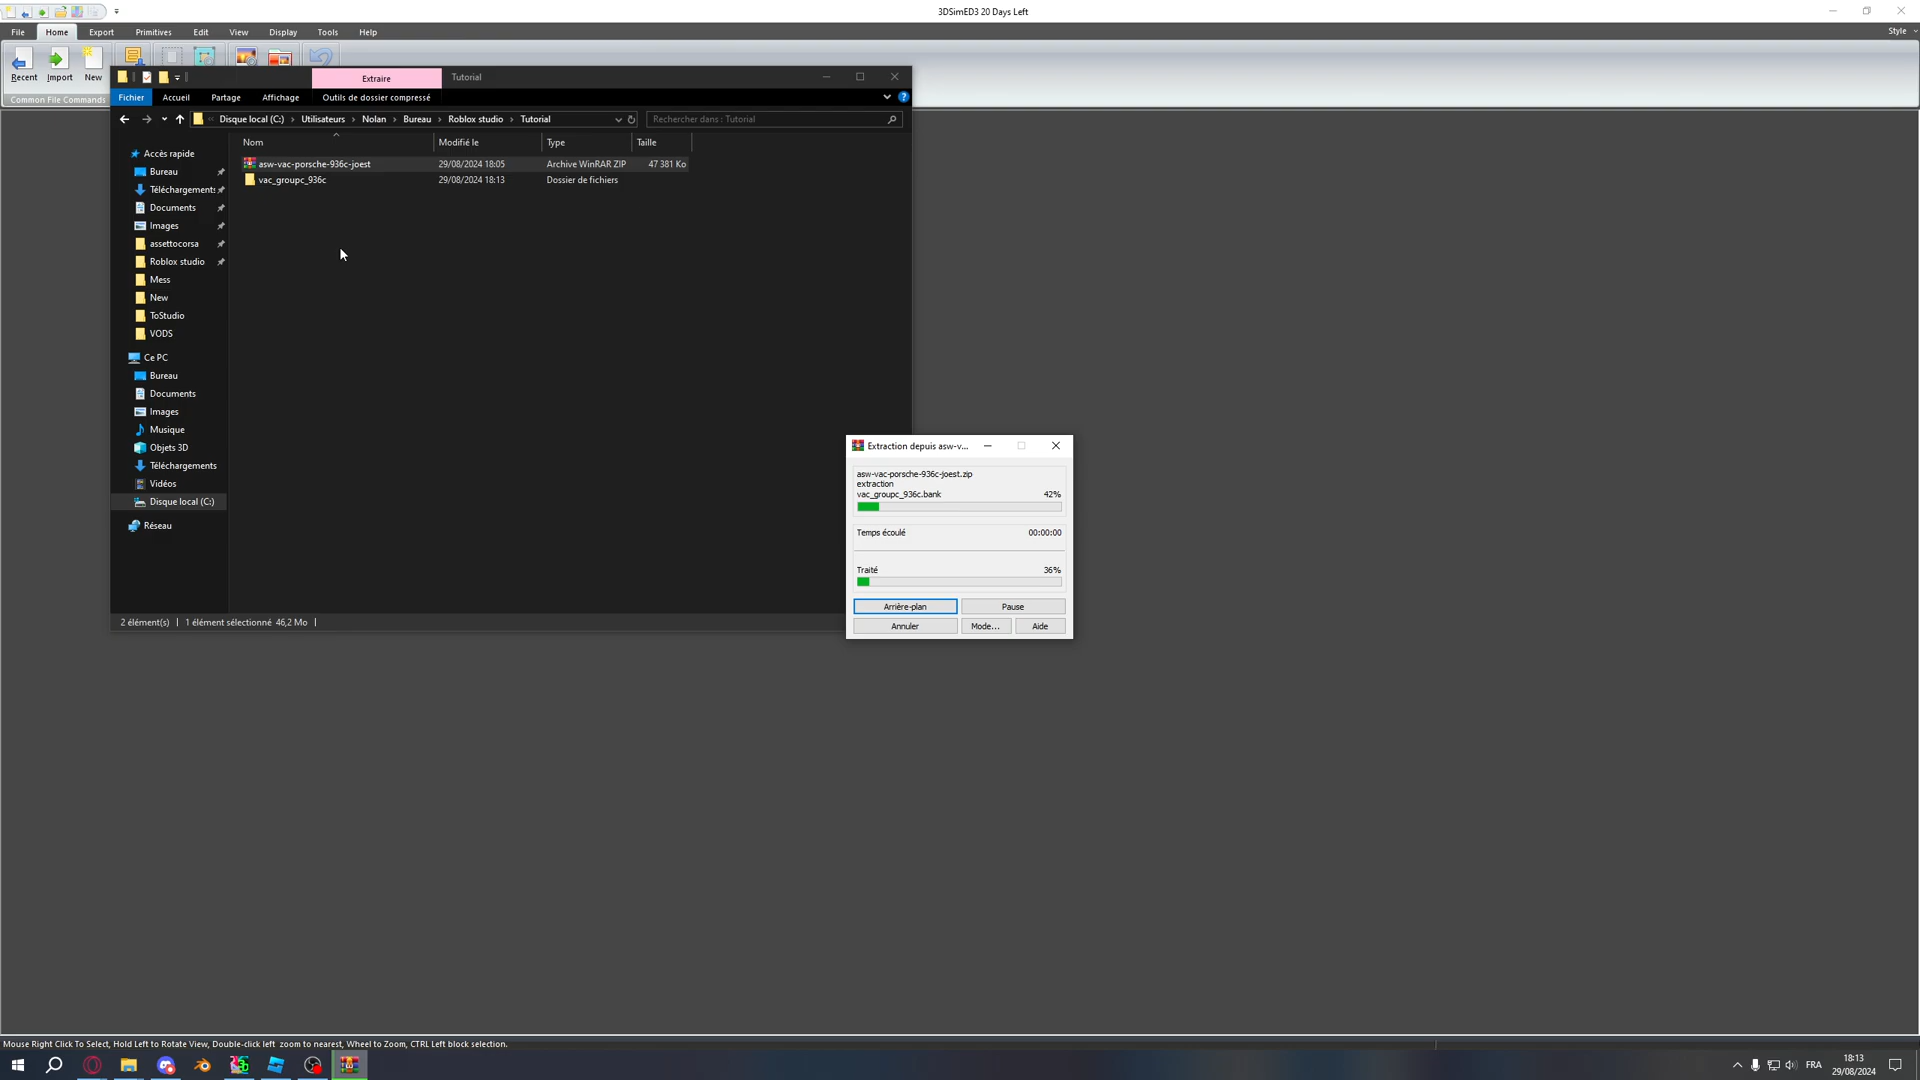 3DSimED3 20 Days Left
File Home Export Primitives Edit View Display Tools Help
Style
Recent Import New
Common File Commands
Extraire
Tutorial
Fichier Accueil Partage Affichage Outils de dossier compressé
« Disque local (C:) > Utilisateurs > Nolan > Bureau > Roblox studio > Tutorial
Rechercher dans : Tutorial
Nom Modifié le Type Taille
asw-vac-porsche-936c-joest 29/08/2024 18:05 Archive WinRAR ZIP 47 381 Ko
vac_groupc_936c 29/08/2024 18:13 Dossier de fichiers
Accès rapide
Bureau
Téléchargements
Documents
Images
assettocorsa
Roblox studio
Mess
New
ToStudio
VODS
Ce PC
Bureau
Documents
Images
Musique
Objets 3D
Téléchargements
Vidéos
Disque local (C:)
Réseau
2 élément(s) 1 élément sélectionné 46,2 Mo
Extraction depuis asw-v...
asw-vac-porsche-936c-joest.zip
extraction
vac_groupc_936c.bank 42%
Temps écoulé 00:00:00
Traité 36%
Arrière-plan Pause
Annuler Mode... Aide
Mouse Right Click To Select, Hold Left to Rotate View, Double-click left zoom to nearest, Wheel to Zoom, CTRL Left block selection.
FRA
18:13
29/08/2024